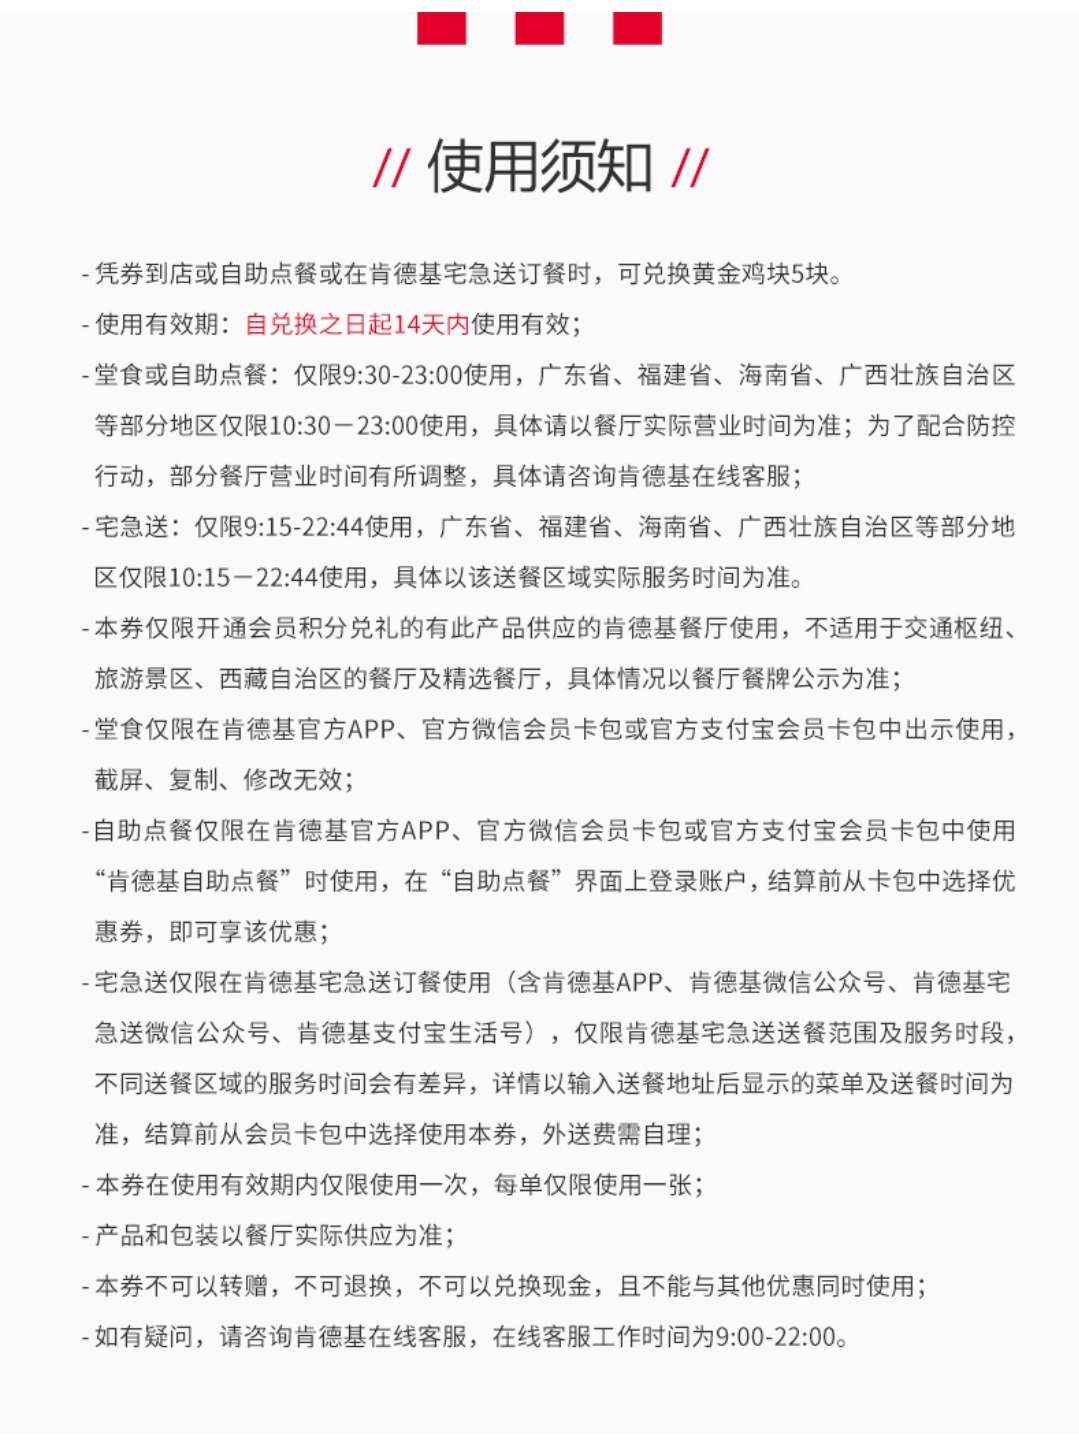 // 使用须知 //
- 凭券到店或自助点餐或在肯德基宅急送订餐时，可兑换黄金鸡块5块。
- 使用有效期：自兑换之日起14天内使用有效；
- 堂食或自助点餐：仅限9:30-23:00使用，广东省、福建省、海南省、广西壮族自治区
等部分地区仅限10:30－23:00使用，具体请以餐厅实际营业时间为准；为了配合防控
行动，部分餐厅营业时间有所调整，具体请咨询肯德基在线客服；
- 宅急送：仅限9:15-22:44使用，广东省、福建省、海南省、广西壮族自治区等部分地
区仅限10:15－22:44使用，具体以该送餐区域实际服务时间为准。
- 本券仅限开通会员积分兑礼的有此产品供应的肯德基餐厅使用，不适用于交通枢纽、
旅游景区、西藏自治区的餐厅及精选餐厅，具体情况以餐厅餐牌公示为准；
- 堂食仅限在肯德基官方APP、官方微信会员卡包或官方支付宝会员卡包中出示使用，
截屏、复制、修改无效；
-自助点餐仅限在肯德基官方APP、官方微信会员卡包或官方支付宝会员卡包中使用
“肯德基自助点餐”时使用，在“自助点餐”界面上登录账户，结算前从卡包中选择优
惠券，即可享该优惠；
- 宅急送仅限在肯德基宅急送订餐使用（含肯德基APP、肯德基微信公众号、肯德基宅
急送微信公众号、肯德基支付宝生活号），仅限肯德基宅急送送餐范围及服务时段，
不同送餐区域的服务时间会有差异，详情以输入送餐地址后显示的菜单及送餐时间为
准，结算前从会员卡包中选择使用本券，外送费需自理；
- 本券在使用有效期内仅限使用一次，每单仅限使用一张；
- 产品和包装以餐厅实际供应为准；
- 本券不可以转赠，不可退换，不可以兑换现金，且不能与其他优惠同时使用；
- 如有疑问，请咨询肯德基在线客服，在线客服工作时间为9:00-22:00。